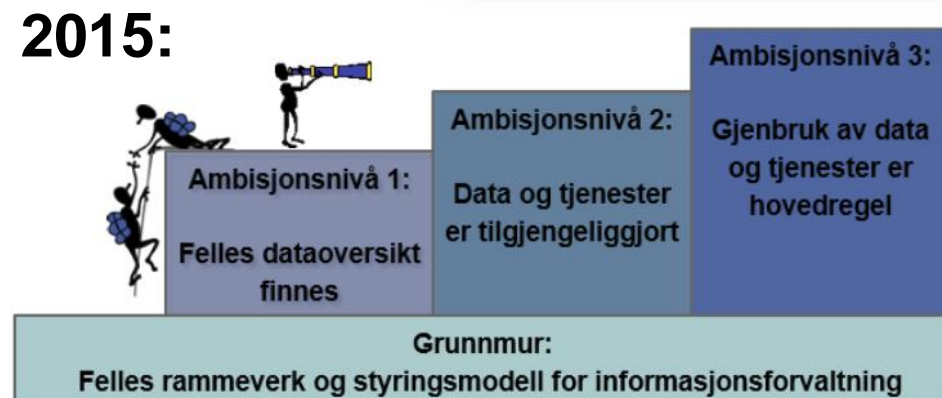 2015:
Ambisjonsnivå 1:
Felles dataoversikt
finnes
Ambisjonsnivå 2:
Data og tjenester
er tilgjengeliggjort
Ambisjonsnivå 3:
Gjenbruk av data
og tjenester er
hovedregel
Grunnmur:
Felles rammeverk og styringsmodell for informasjonsforvaltning